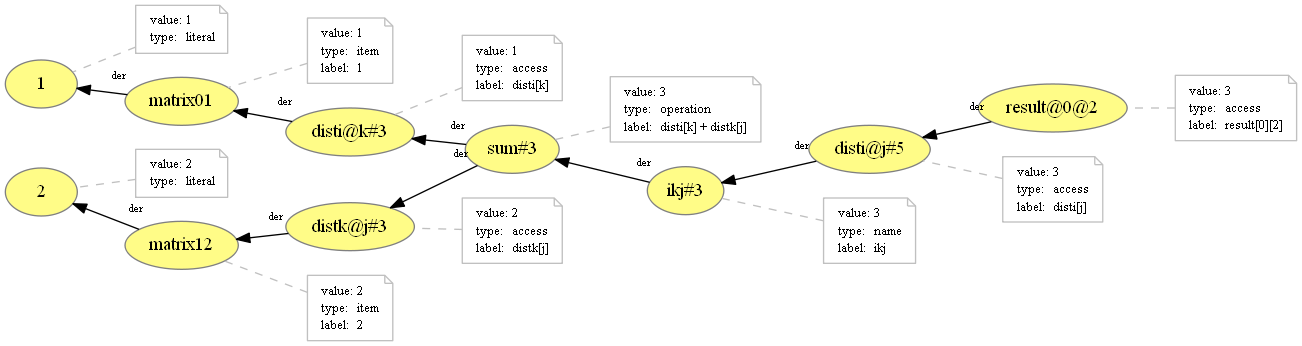 value: 1
type: literal
value: 1
type: item
label: 1
value: 1
type: access
label: disti[k]
value: 3
type: operation
label: disti[k] + distk[j]
value: 3
type: access
label: result[0][2]
1
der
matrix01
der
disti@k#3
der
sum#3
der
der
ikj#3
der
disti@j#5
der
result@0@2
value: 2
type: literal
value: 3
type: access
label: disti[j]
2
der
matrix12
der
distk@j#3
value: 2
type: access
label: distk[j]
value: 3
type: name
label: ikj
value: 2
type: item
label: 2